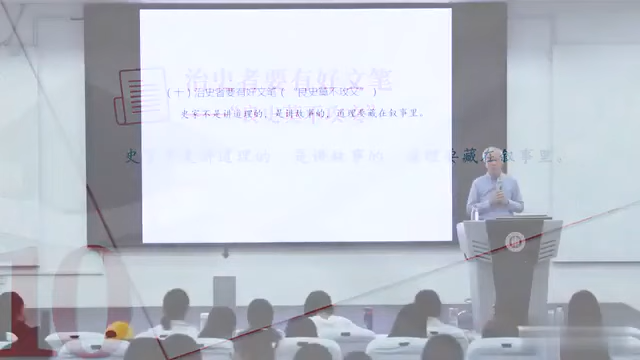 治史者要有好文笔
（十）治史者要有好文笔（“良史莫不攻文”）
史家不是讲道理的，是讲故事的，道理要藏在叙事里。
史家不是讲道理的，是讲故事的，道理要藏在叙事里。
10